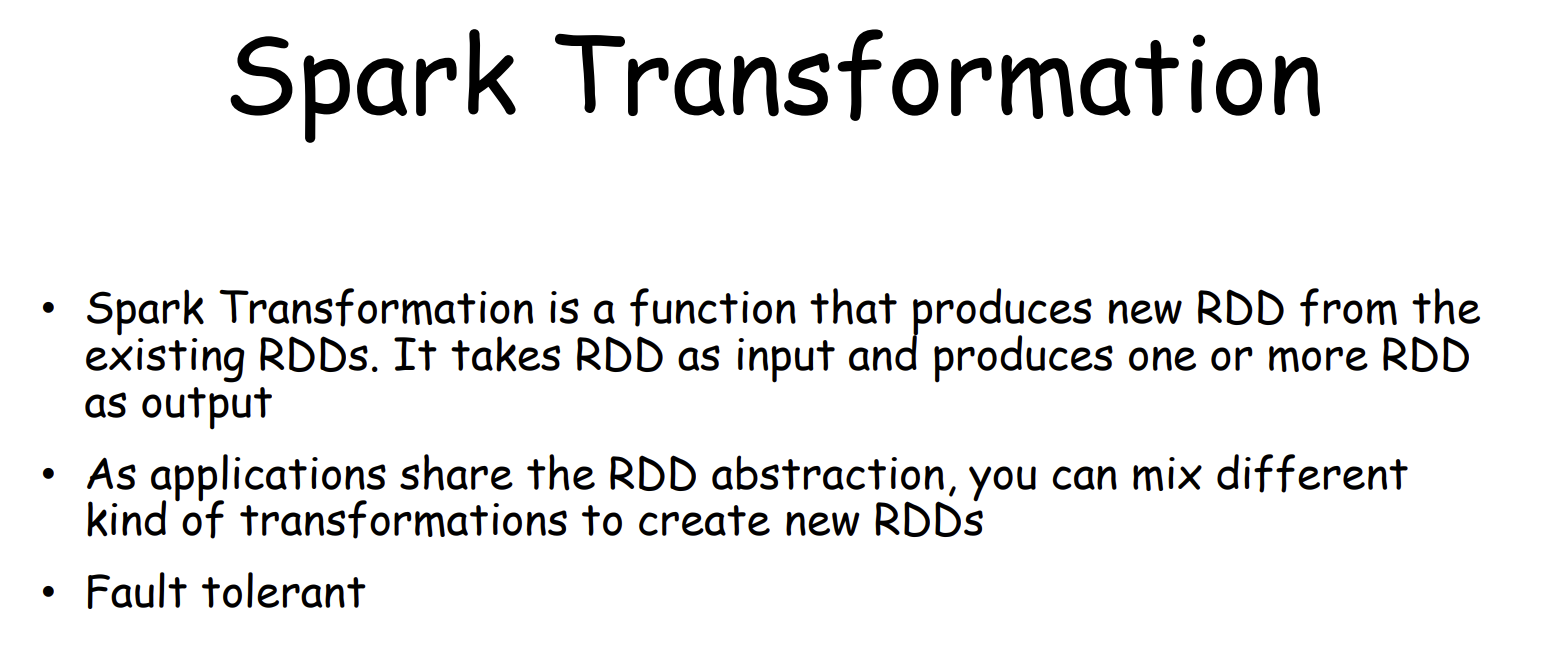 Spark Transformation
• Spark Transformation is a function that produces new RDD from the
existing RDDs. It takes RDD as input and produces one or more RDD
as output
• As applications share the RDD abstraction, you can mix different
kind of transformations to create new RDDs
• Fault tolerant